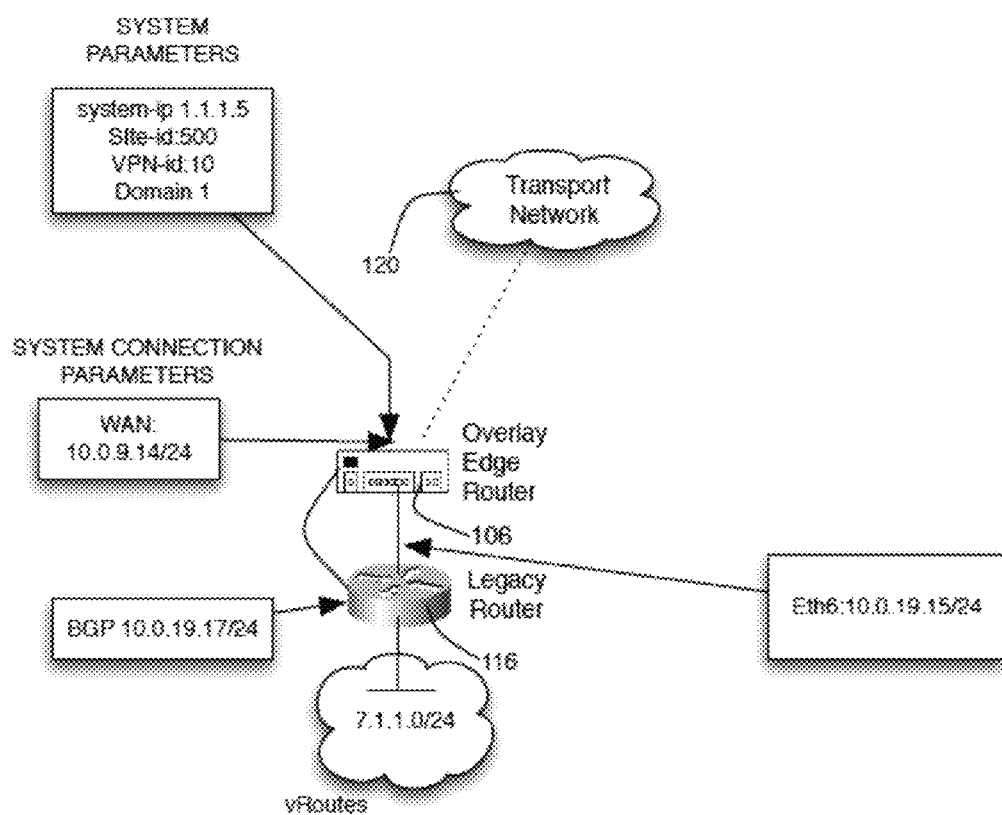 SYSTEM
PARAMETERS
system-ip 1.1.1.5
SIte-id:500
VPN-id:10
Domain 1
Transport
Network
120
SYSTEM CONNECTION
PARAMETERS
WAN:
10.0.9.14/24
Overlay
Edge
Router
106
Legacy
Router
Eth6:10.0.19.15/24
BGP 10.0.19.17/24
116
7.1.1.0/24
vRoutes